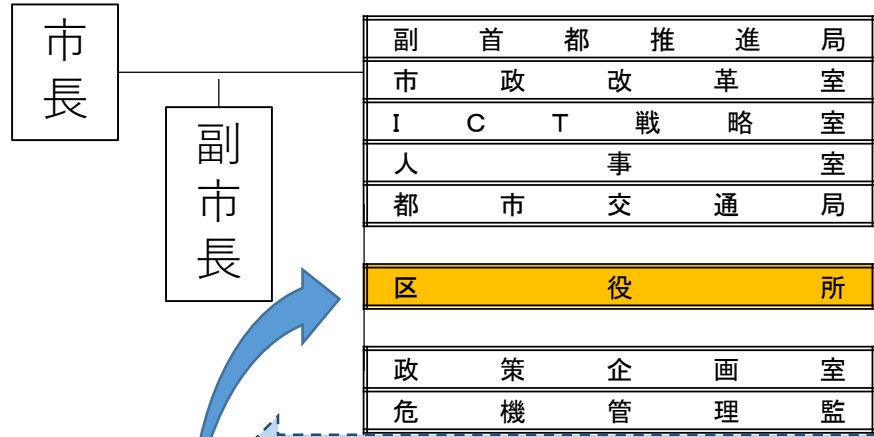 市長
副市長
副首都推進局
市政改革室
ICT戦略室
人事室
都市交通局
区役所
政策企画室
危機管理監